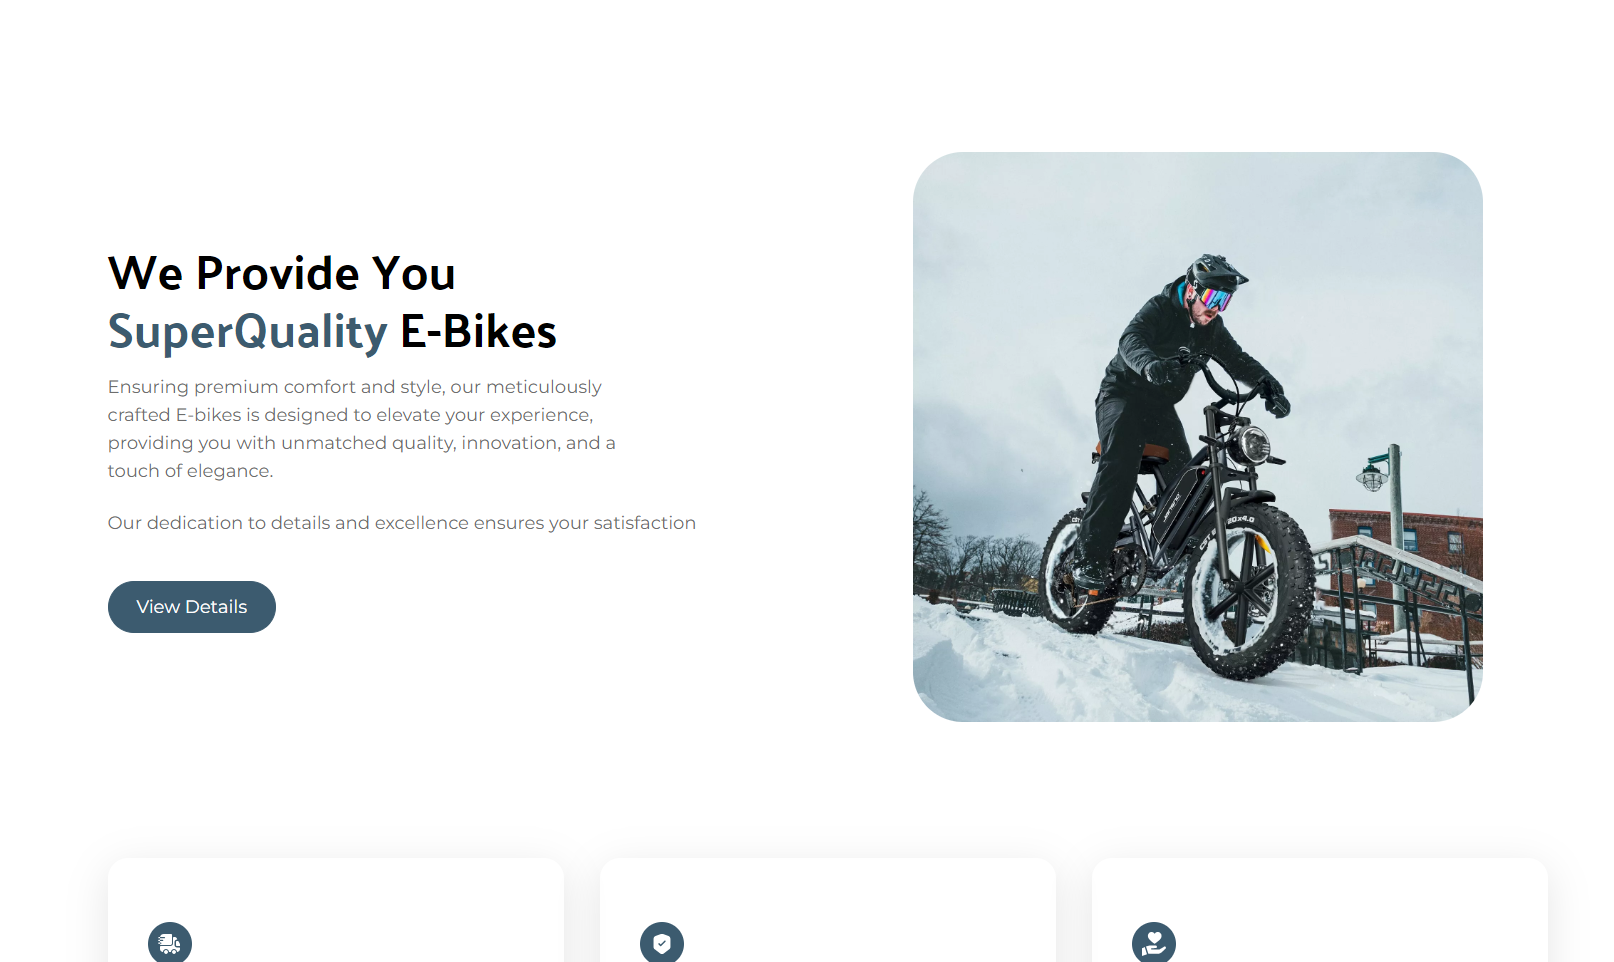 We Provide You
SuperQuality E-Bikes
Ensuring premium comfort and style, our meticulously
crafted E-bikes is designed to elevate your experience,
providing you with unmatched quality, innovation, and a
touch of elegance.
Our dedication to details and excellence ensures your satisfaction
View Details
20x4.0